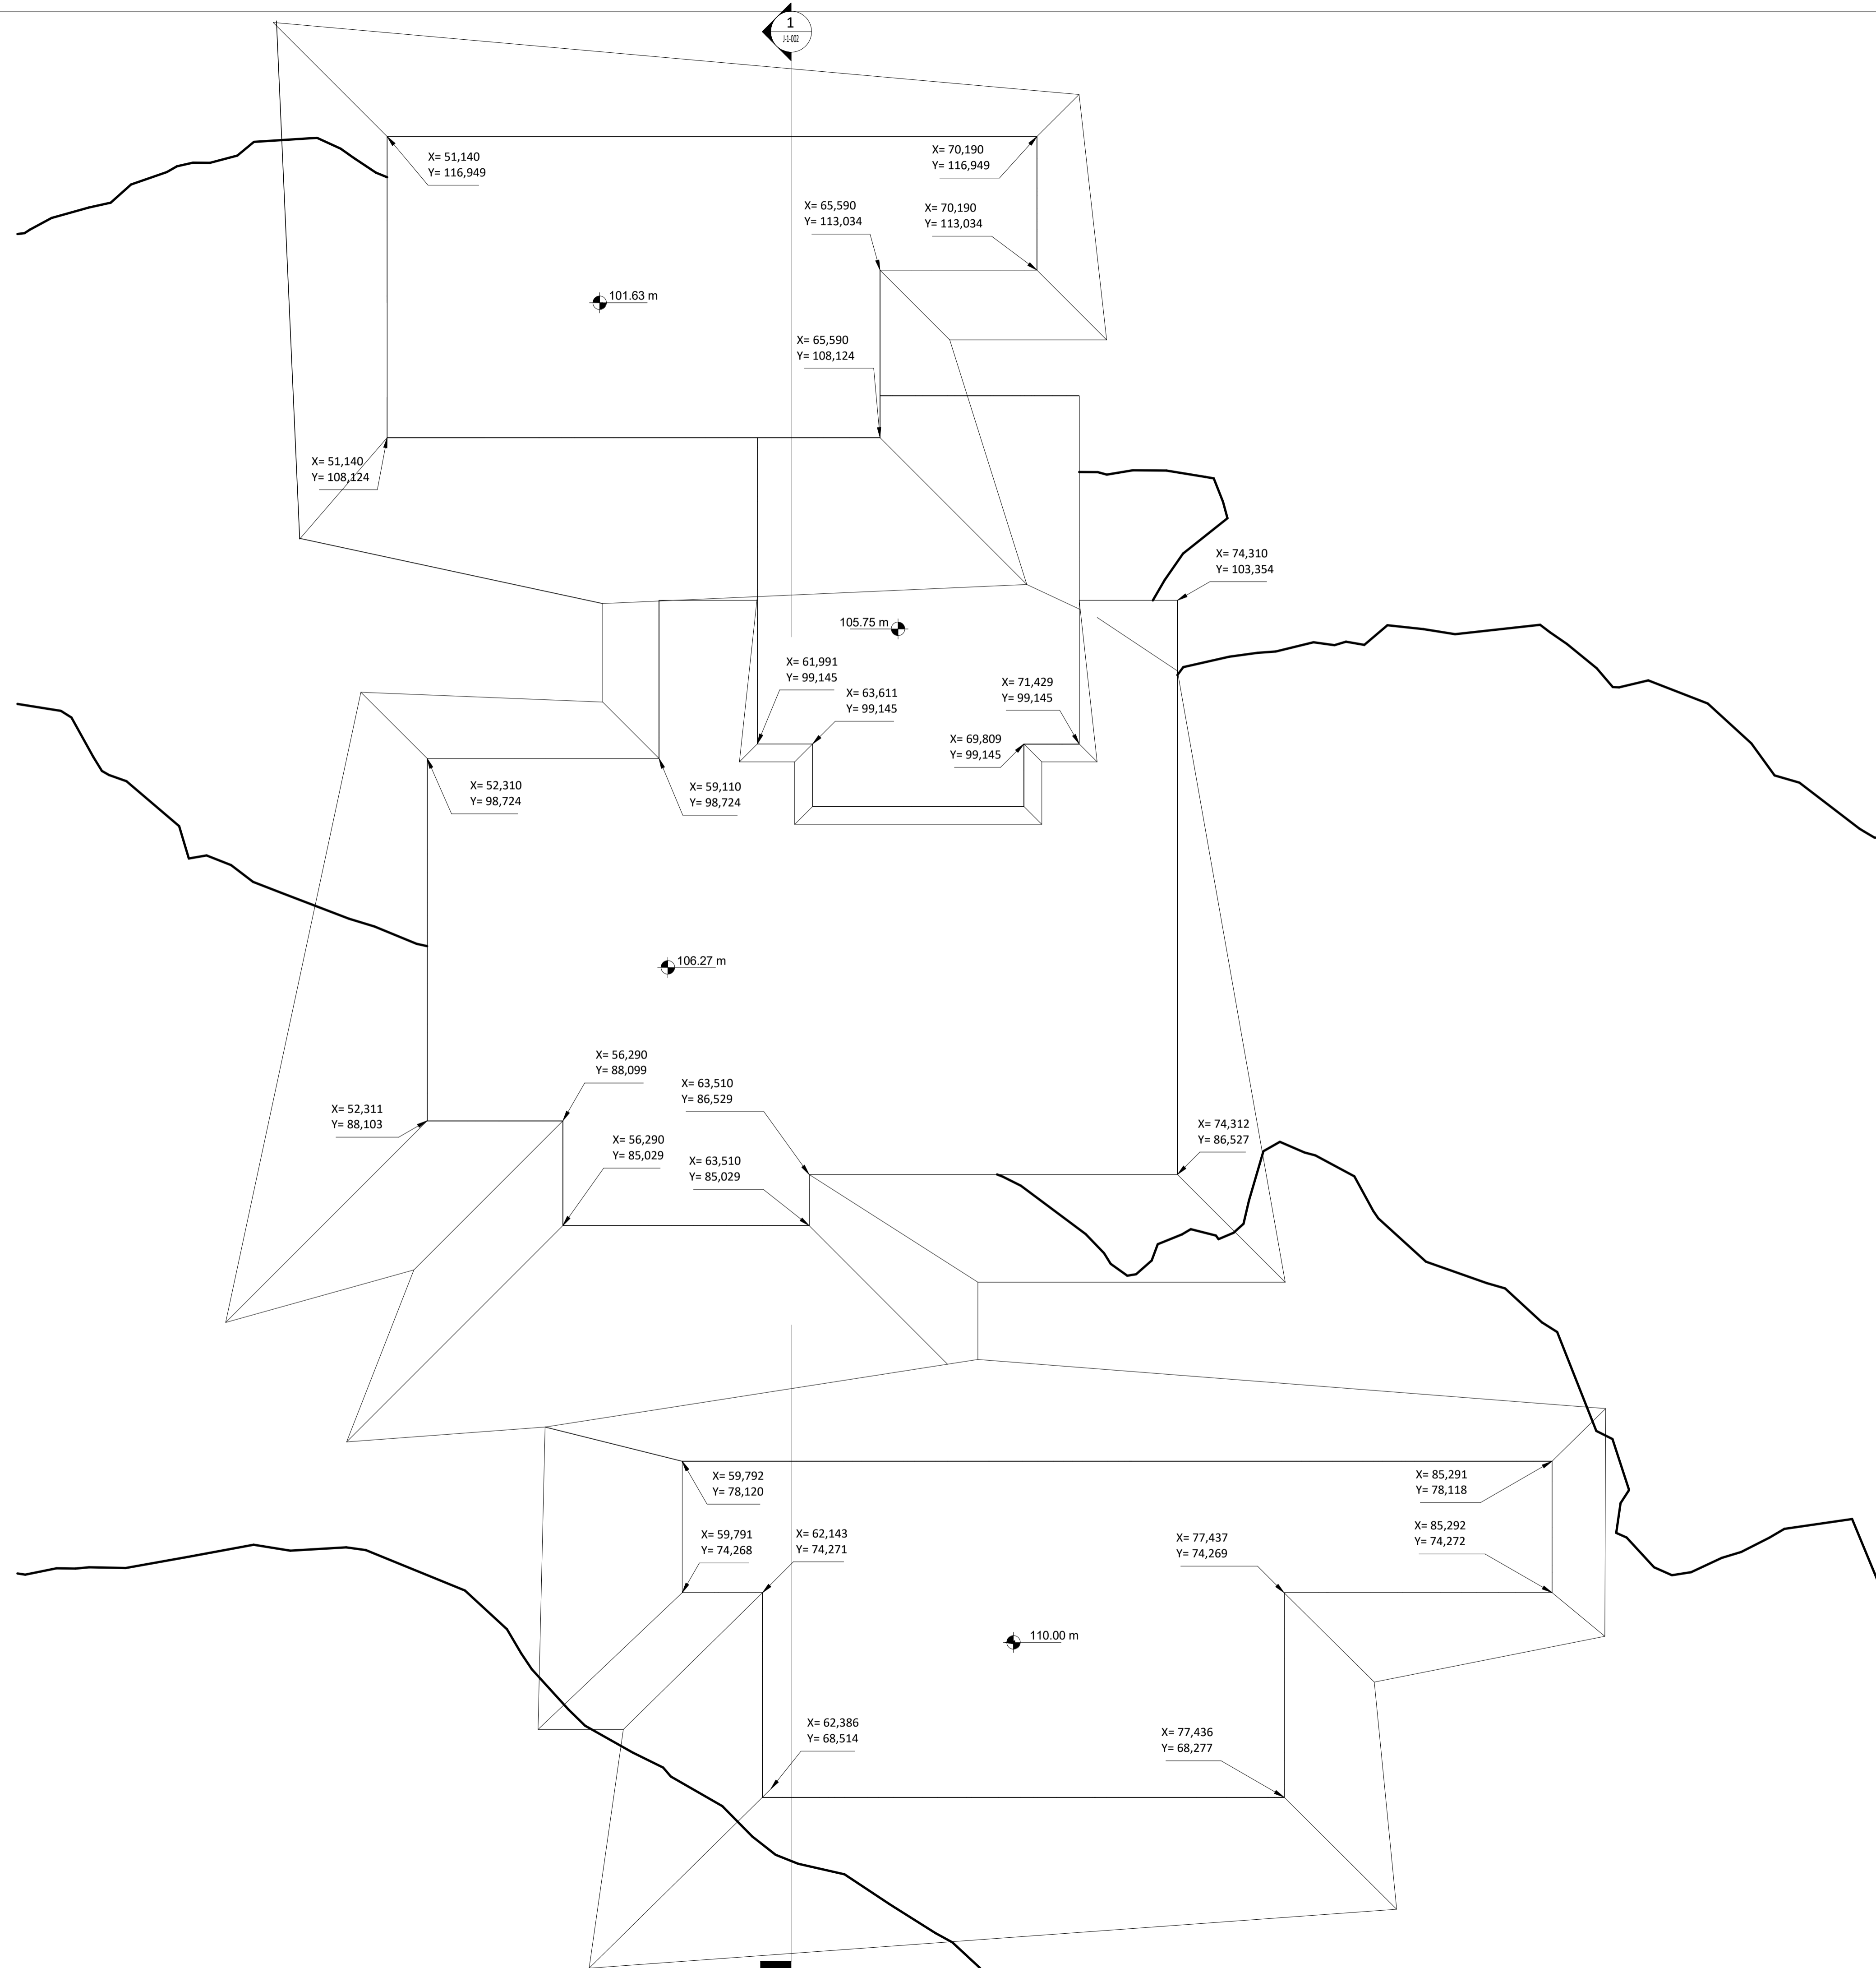 1
J-1-002
X= 51,140
Y= 116,949
X= 70,190
Y= 116,949
X= 65,590
Y= 113,034
X= 70,190
Y= 113,034
101.63 m
X= 65,590
Y= 108,124
X= 51,140
Y= 108,124
X= 74,310
Y= 103,354
105.75 m
X= 61,991
Y= 99,145
X= 63,611
Y= 99,145
X= 71,429
Y= 99,145
X= 69,809
Y= 99,145
X= 52,310
Y= 98,724
X= 59,110
Y= 98,724
106.27 m
X= 56,290
Y= 88,099
X= 63,510
Y= 86,529
X= 52,311
Y= 88,103
X= 74,312
Y= 86,527
X= 56,290
Y= 85,029
X= 63,510
Y= 85,029
X= 59,792
Y= 78,120
X= 85,291
Y= 78,118
X= 59,791
Y= 74,268
X= 62,143
Y= 74,271
X= 77,437
Y= 74,269
X= 85,292
Y= 74,272
110.00 m
X= 62,386
Y= 68,514
X= 77,436
Y= 68,277